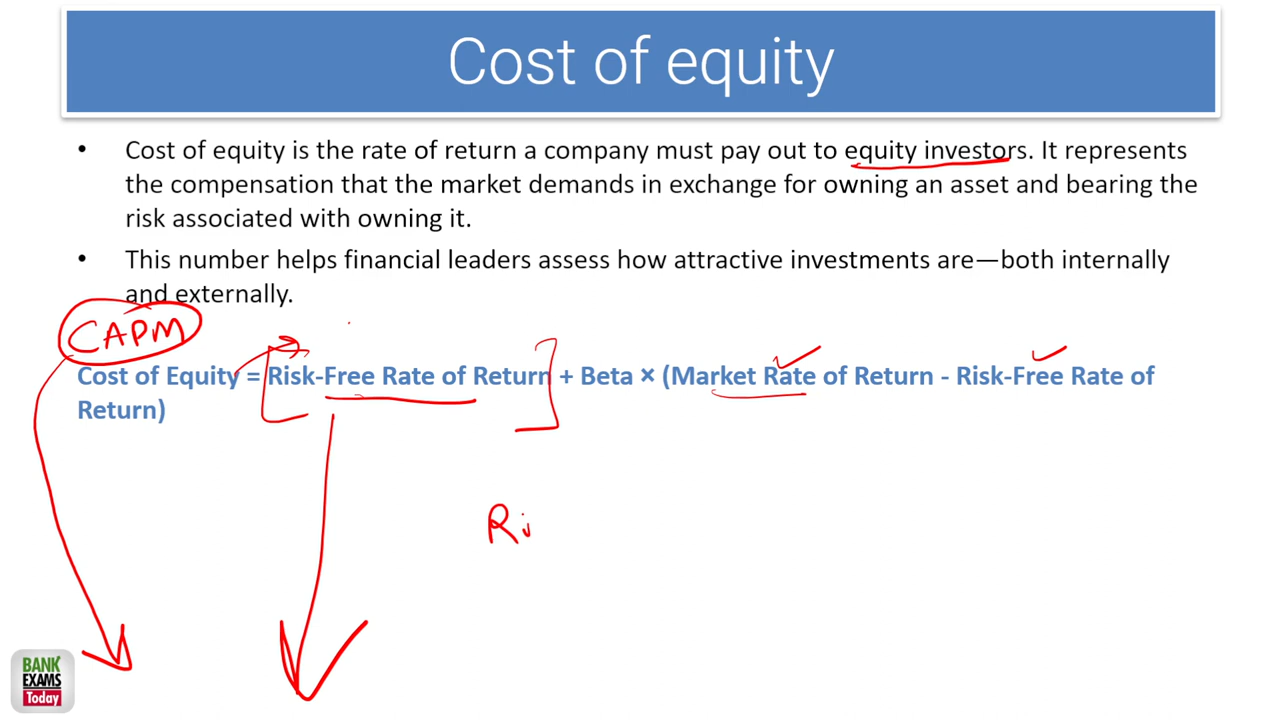 Cost of equity
• Cost of equity is the rate of return a company must pay out to equity investors. It represents
the compensation that the market demands in exchange for owning an asset and bearing the
risk associated with owning it.
• This number helps financial leaders assess how attractive investments are—both internally
and externally.
CAPM
Cost of Equity = Risk-Free Rate of Return + Beta × (Market Rate of Return - Risk-Free Rate of
Return)
Ri
BANK
EXAMS
Today